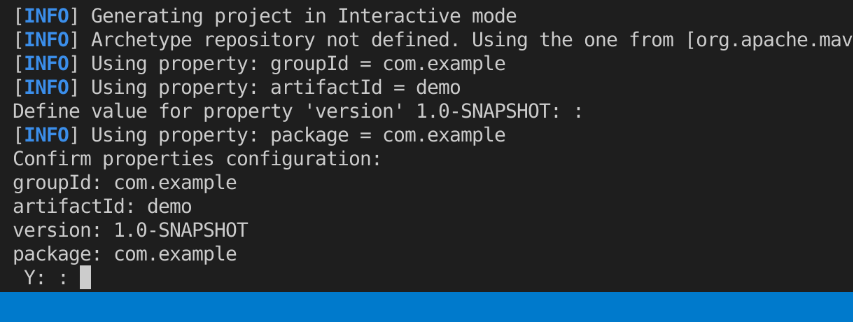 [INFO] Generating project in Interactive mode
[INFO] Archetype repository not defined. Using the one from [org.apache.mav
[INFO] Using property: groupId = com.example
[INFO] Using property: artifactId = demo
Define value for property 'version' 1.0-SNAPSHOT: :
[INFO] Using property: package = com.example
Confirm properties configuration:
groupId: com.example
artifactId: demo
version: 1.0-SNAPSHOT
package: com.example
 Y: :